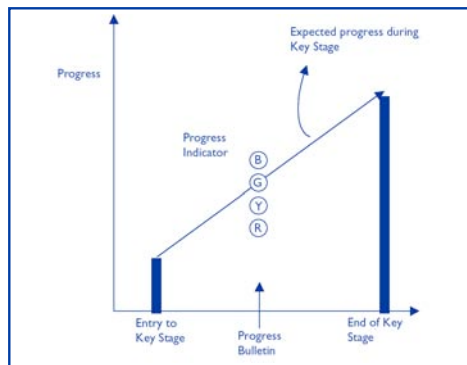 Expected progress during
Key Stage
Progress
Progress
Indicator
B
G
Y
R
Entry to
Key Stage
Progress
Bulletin
End of Key
Stage